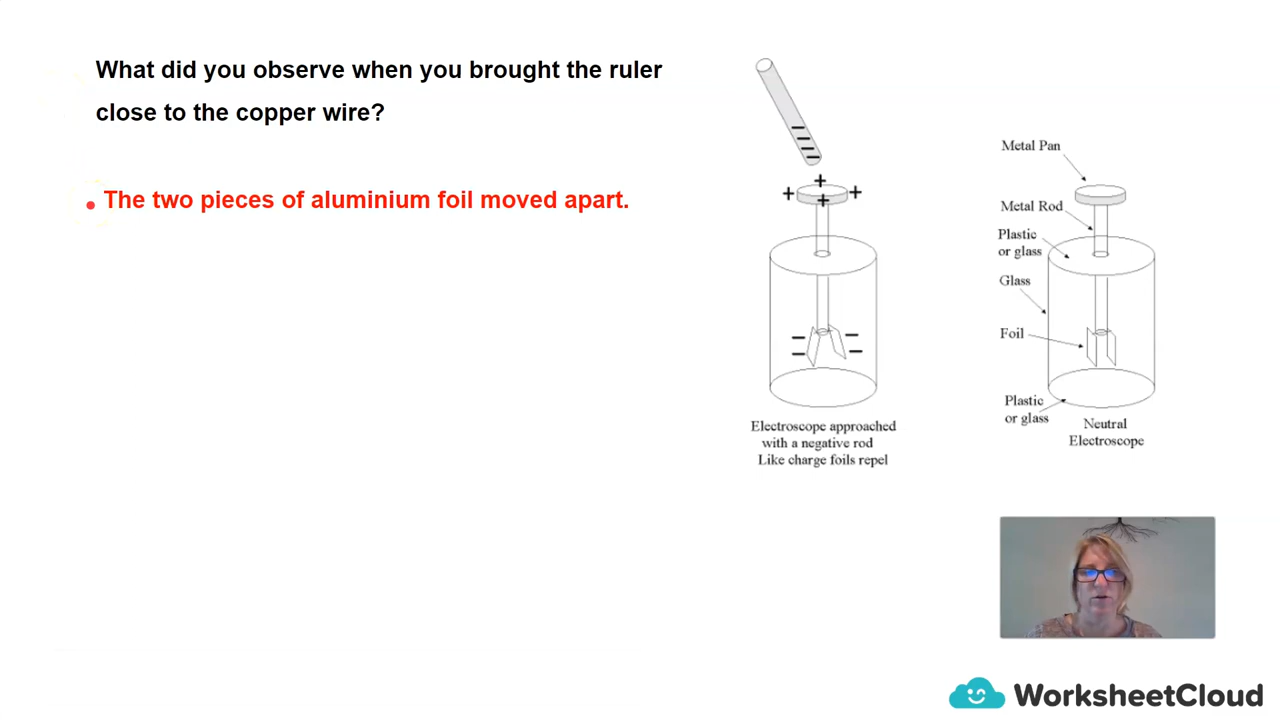 What did you observe when you brought the ruler
close to the copper wire?
• The two pieces of aluminium foil moved apart.
Electroscope approached
with a negative rod
Like charge foils repel
Metal Pan
Metal Rod
Plastic
or glass
Glass
Foil
Plastic
or glass
Neutral
Electroscope
WorksheetCloud